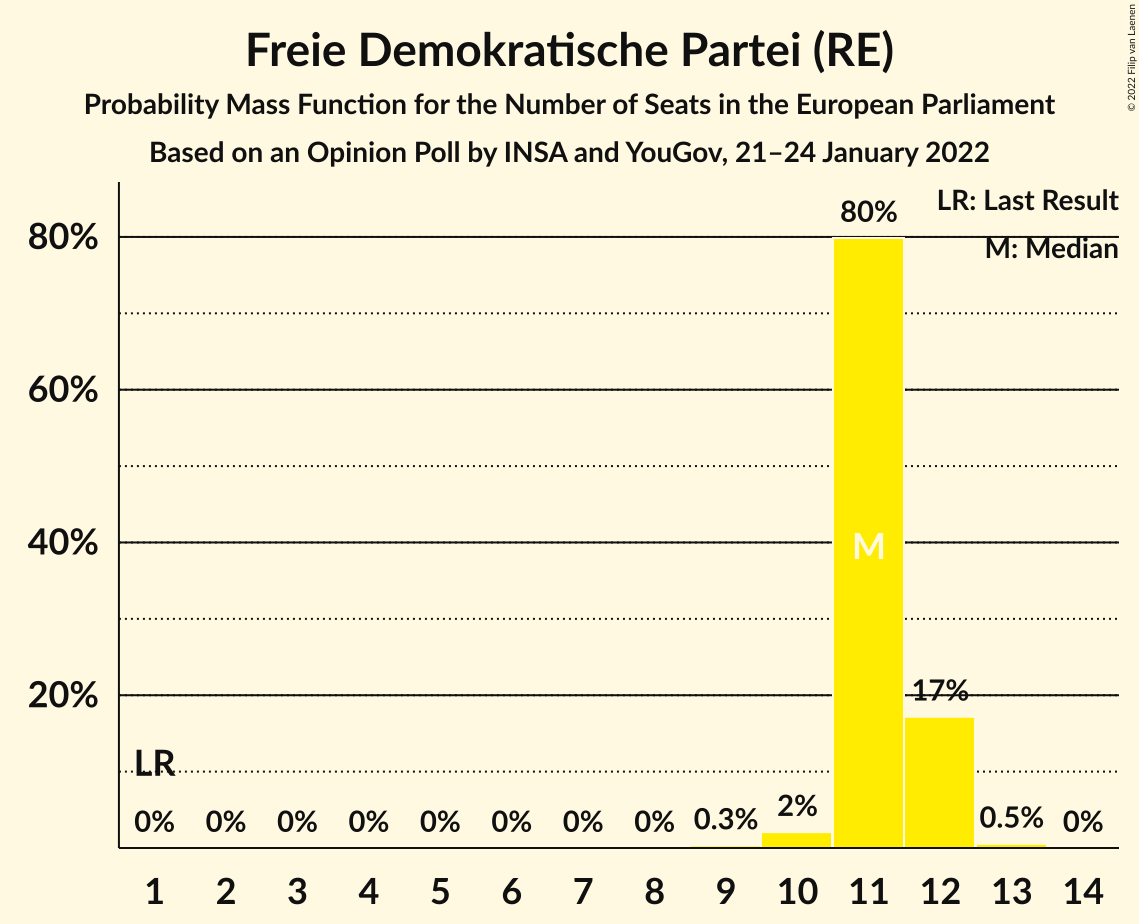 Freie Demokratische Partei (RE)
Probability Mass Function for the Number of Seats in the European Parliament
Based on an Opinion Poll by INSA and YouGov, 21–24 January 2022
© 2022 Filip van Laenen
LR: Last Result
M: Median
80%
60%
40%
20%
LR
0% 0% 0% 0% 0% 0% 0% 0% 0.3% 2% 80% 17% 0.5% 0%
M
1 2 3 4 5 6 7 8 9 10 11 12 13 14